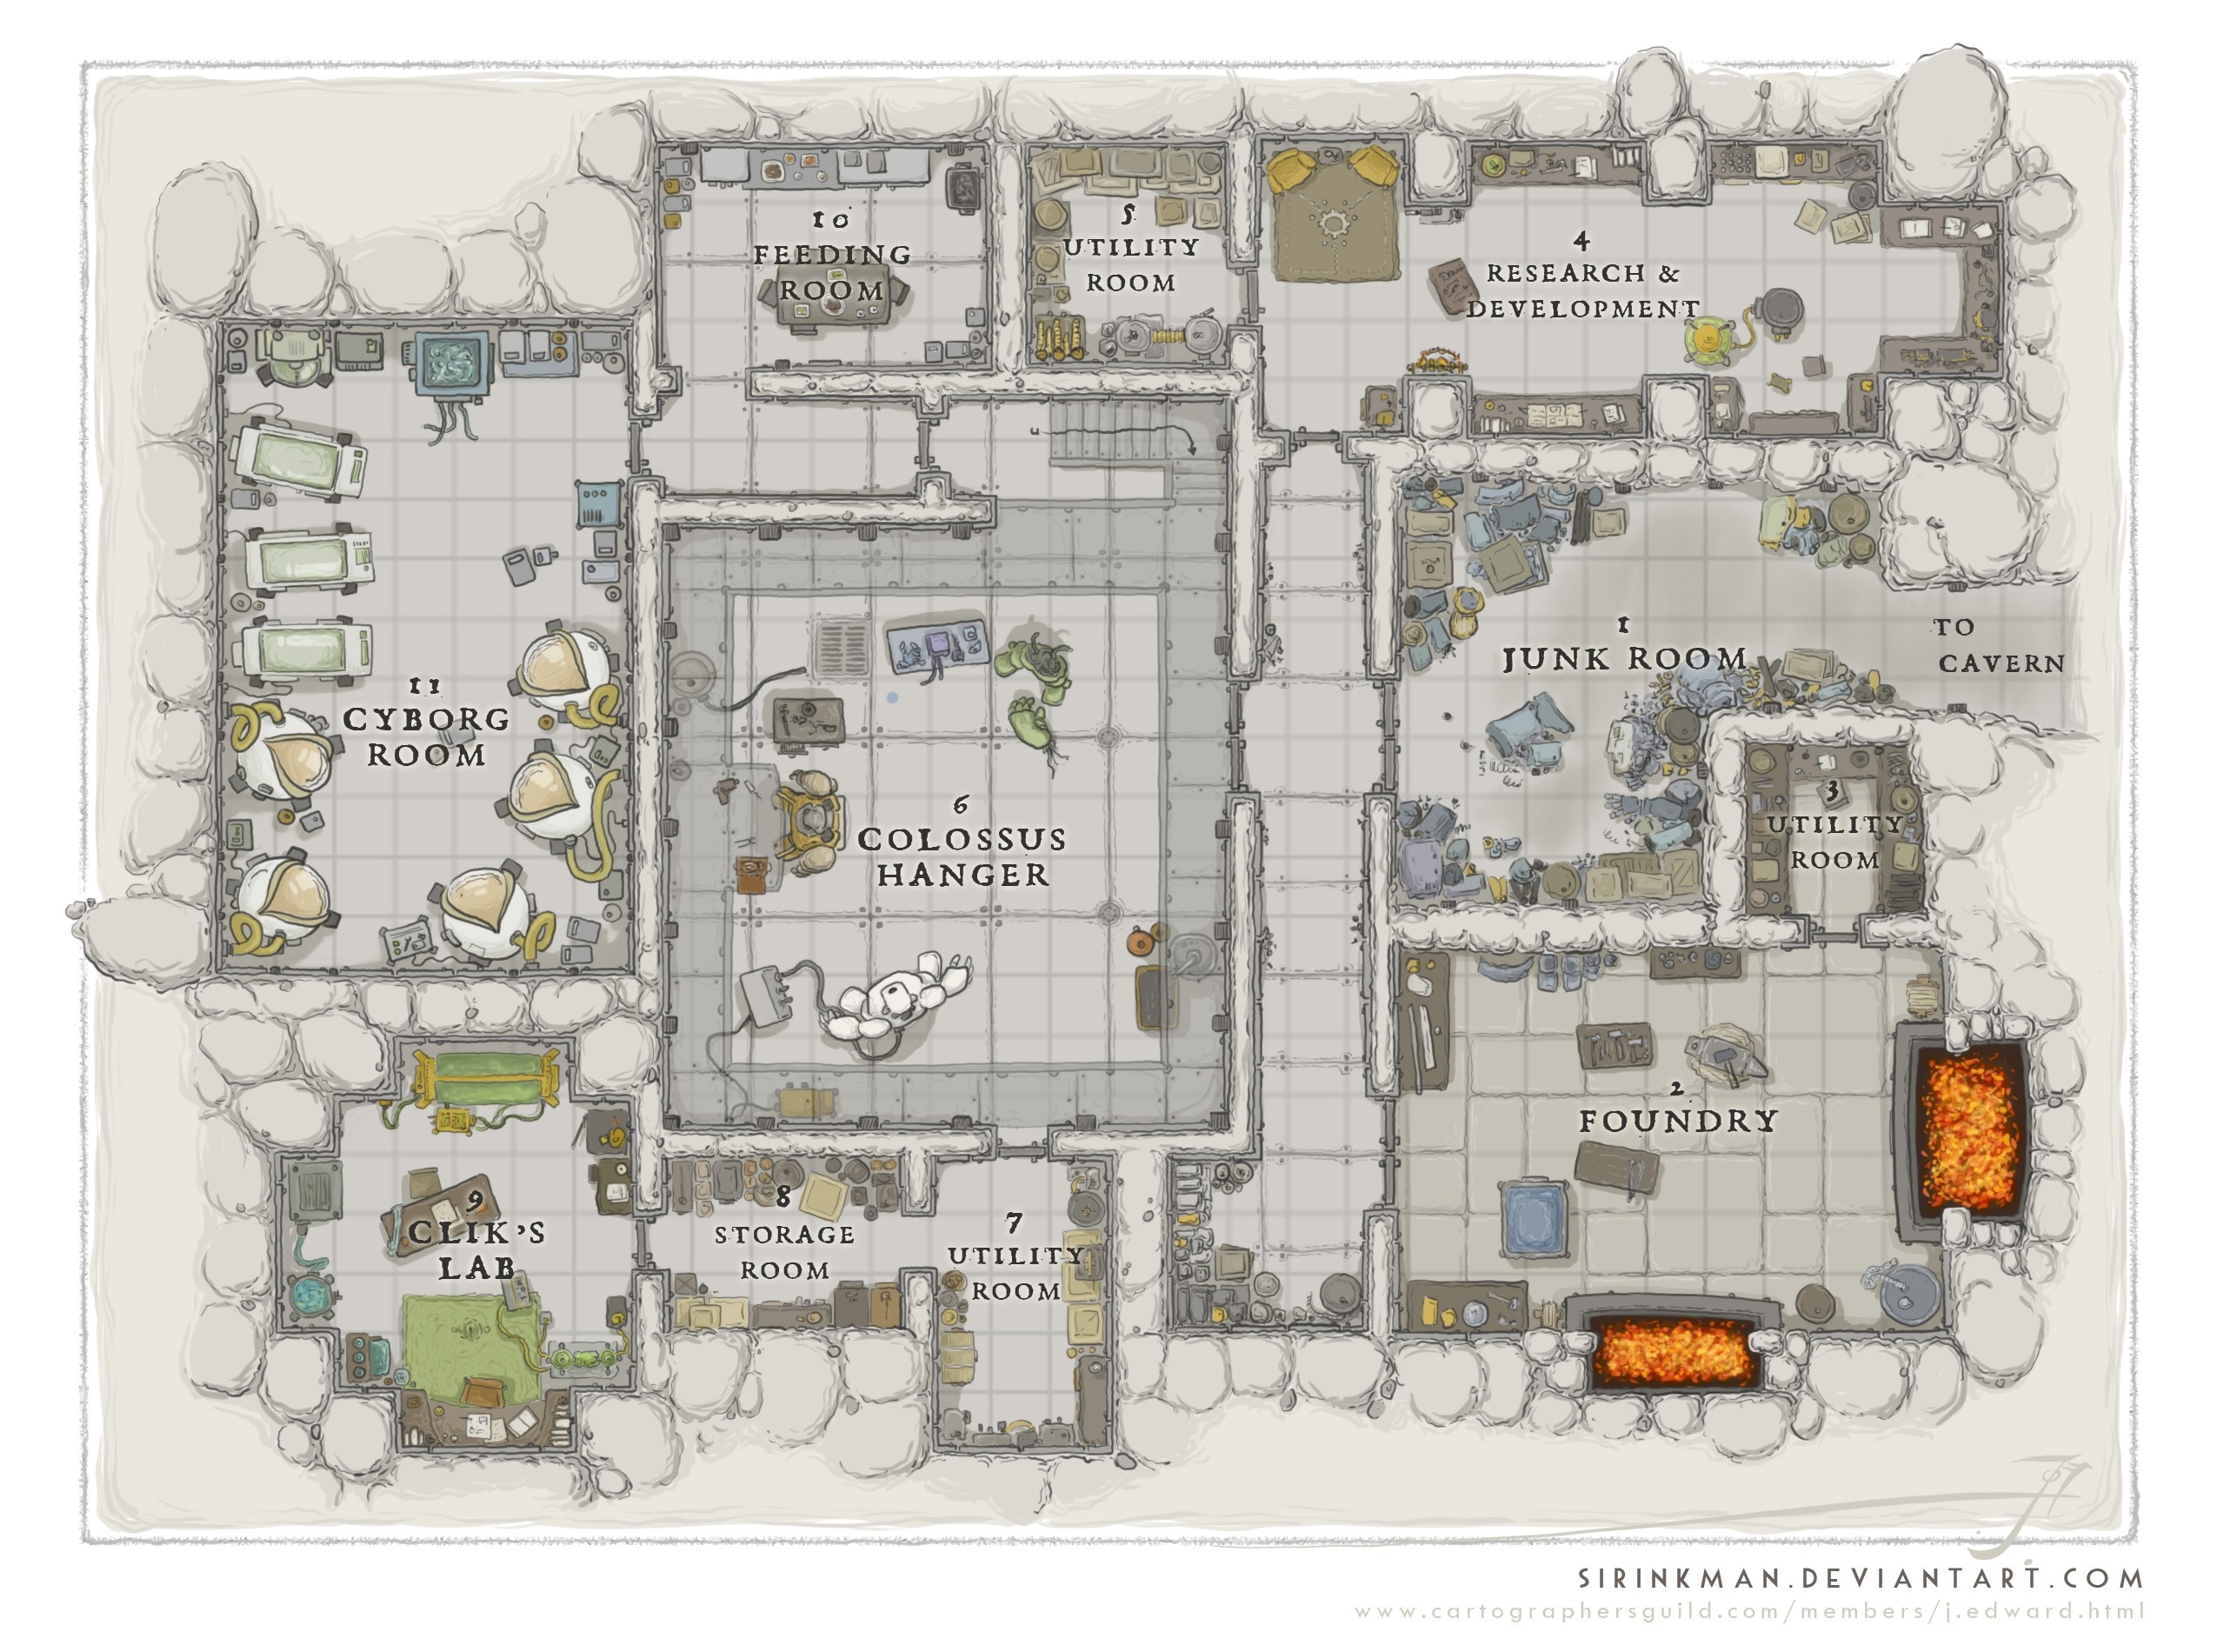 10
FEEDING
ROOM
5
UTILITY
ROOM
4
RESEARCH &
DEVELOPMENT
1
JUNK ROOM
TO
CAVERN
11
CYBORG
ROOM
6
COLOSSUS
HANGER
3
UTILITY
ROOM
2
FOUNDRY
9
CLIK'S
LAB
8
STORAGE
ROOM
7
UTILITY
ROOM
SIRINKMAN.DEVIANTART.COM
www.cartographersguild.com/members/j.edward.html